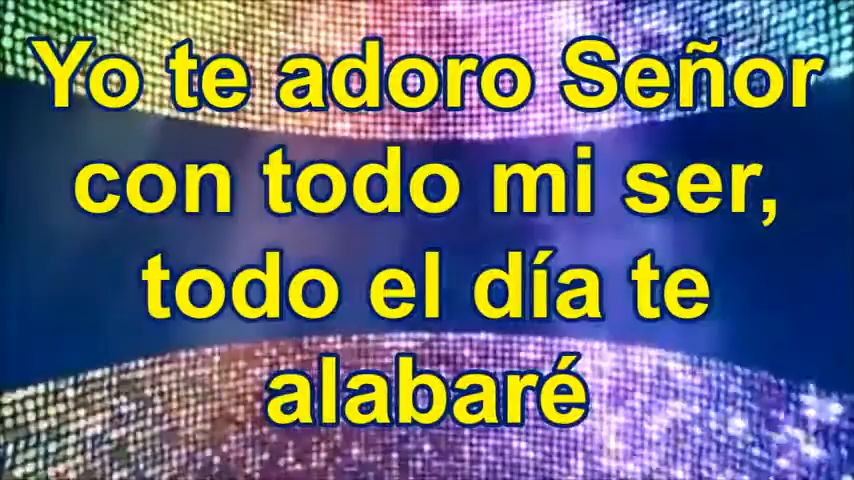 Yo te adoro Señor
con todo mi ser,
todo el día te
alabaré